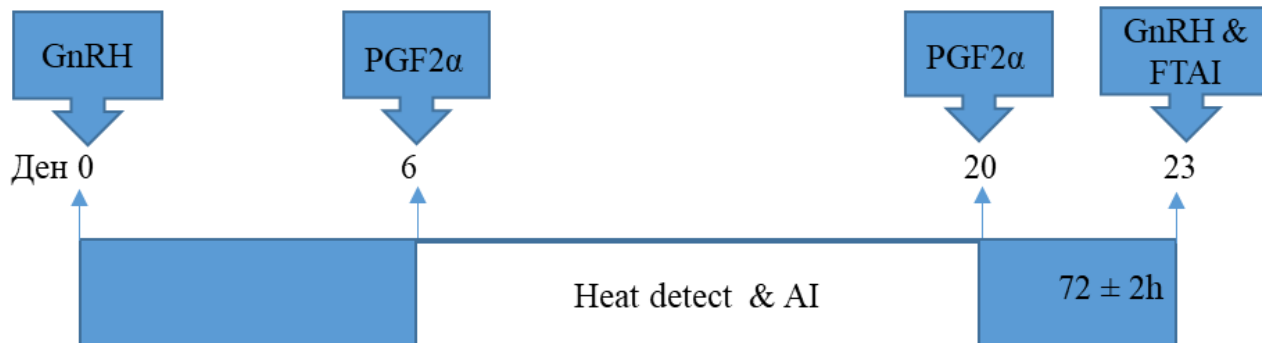 GnRH
PGF2α
PGF2α
GnRH &
FTAI
Ден 0
6
20
23
Heat detect & AI
72 ± 2h